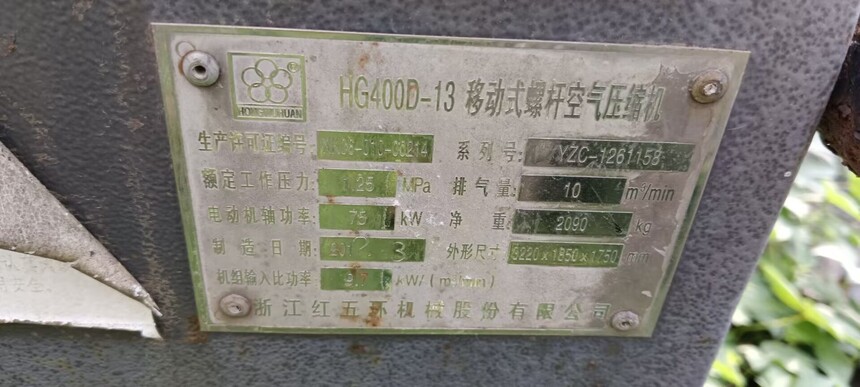 HONGWUHUAN
HG400D-13 移动式螺杆空气压缩机
生产许可证编号: 系列号: YZC-1261158
额定工作压力: 1.25 MPa 排气量: 10 m³/min
电动机轴功率: 75 kW 净重: 2090 kg
制造日期: 外形尺寸 3220x1850x1750 mm
机组输入比功率 kW/(m³/min)
浙江红五环机械股份有限公司